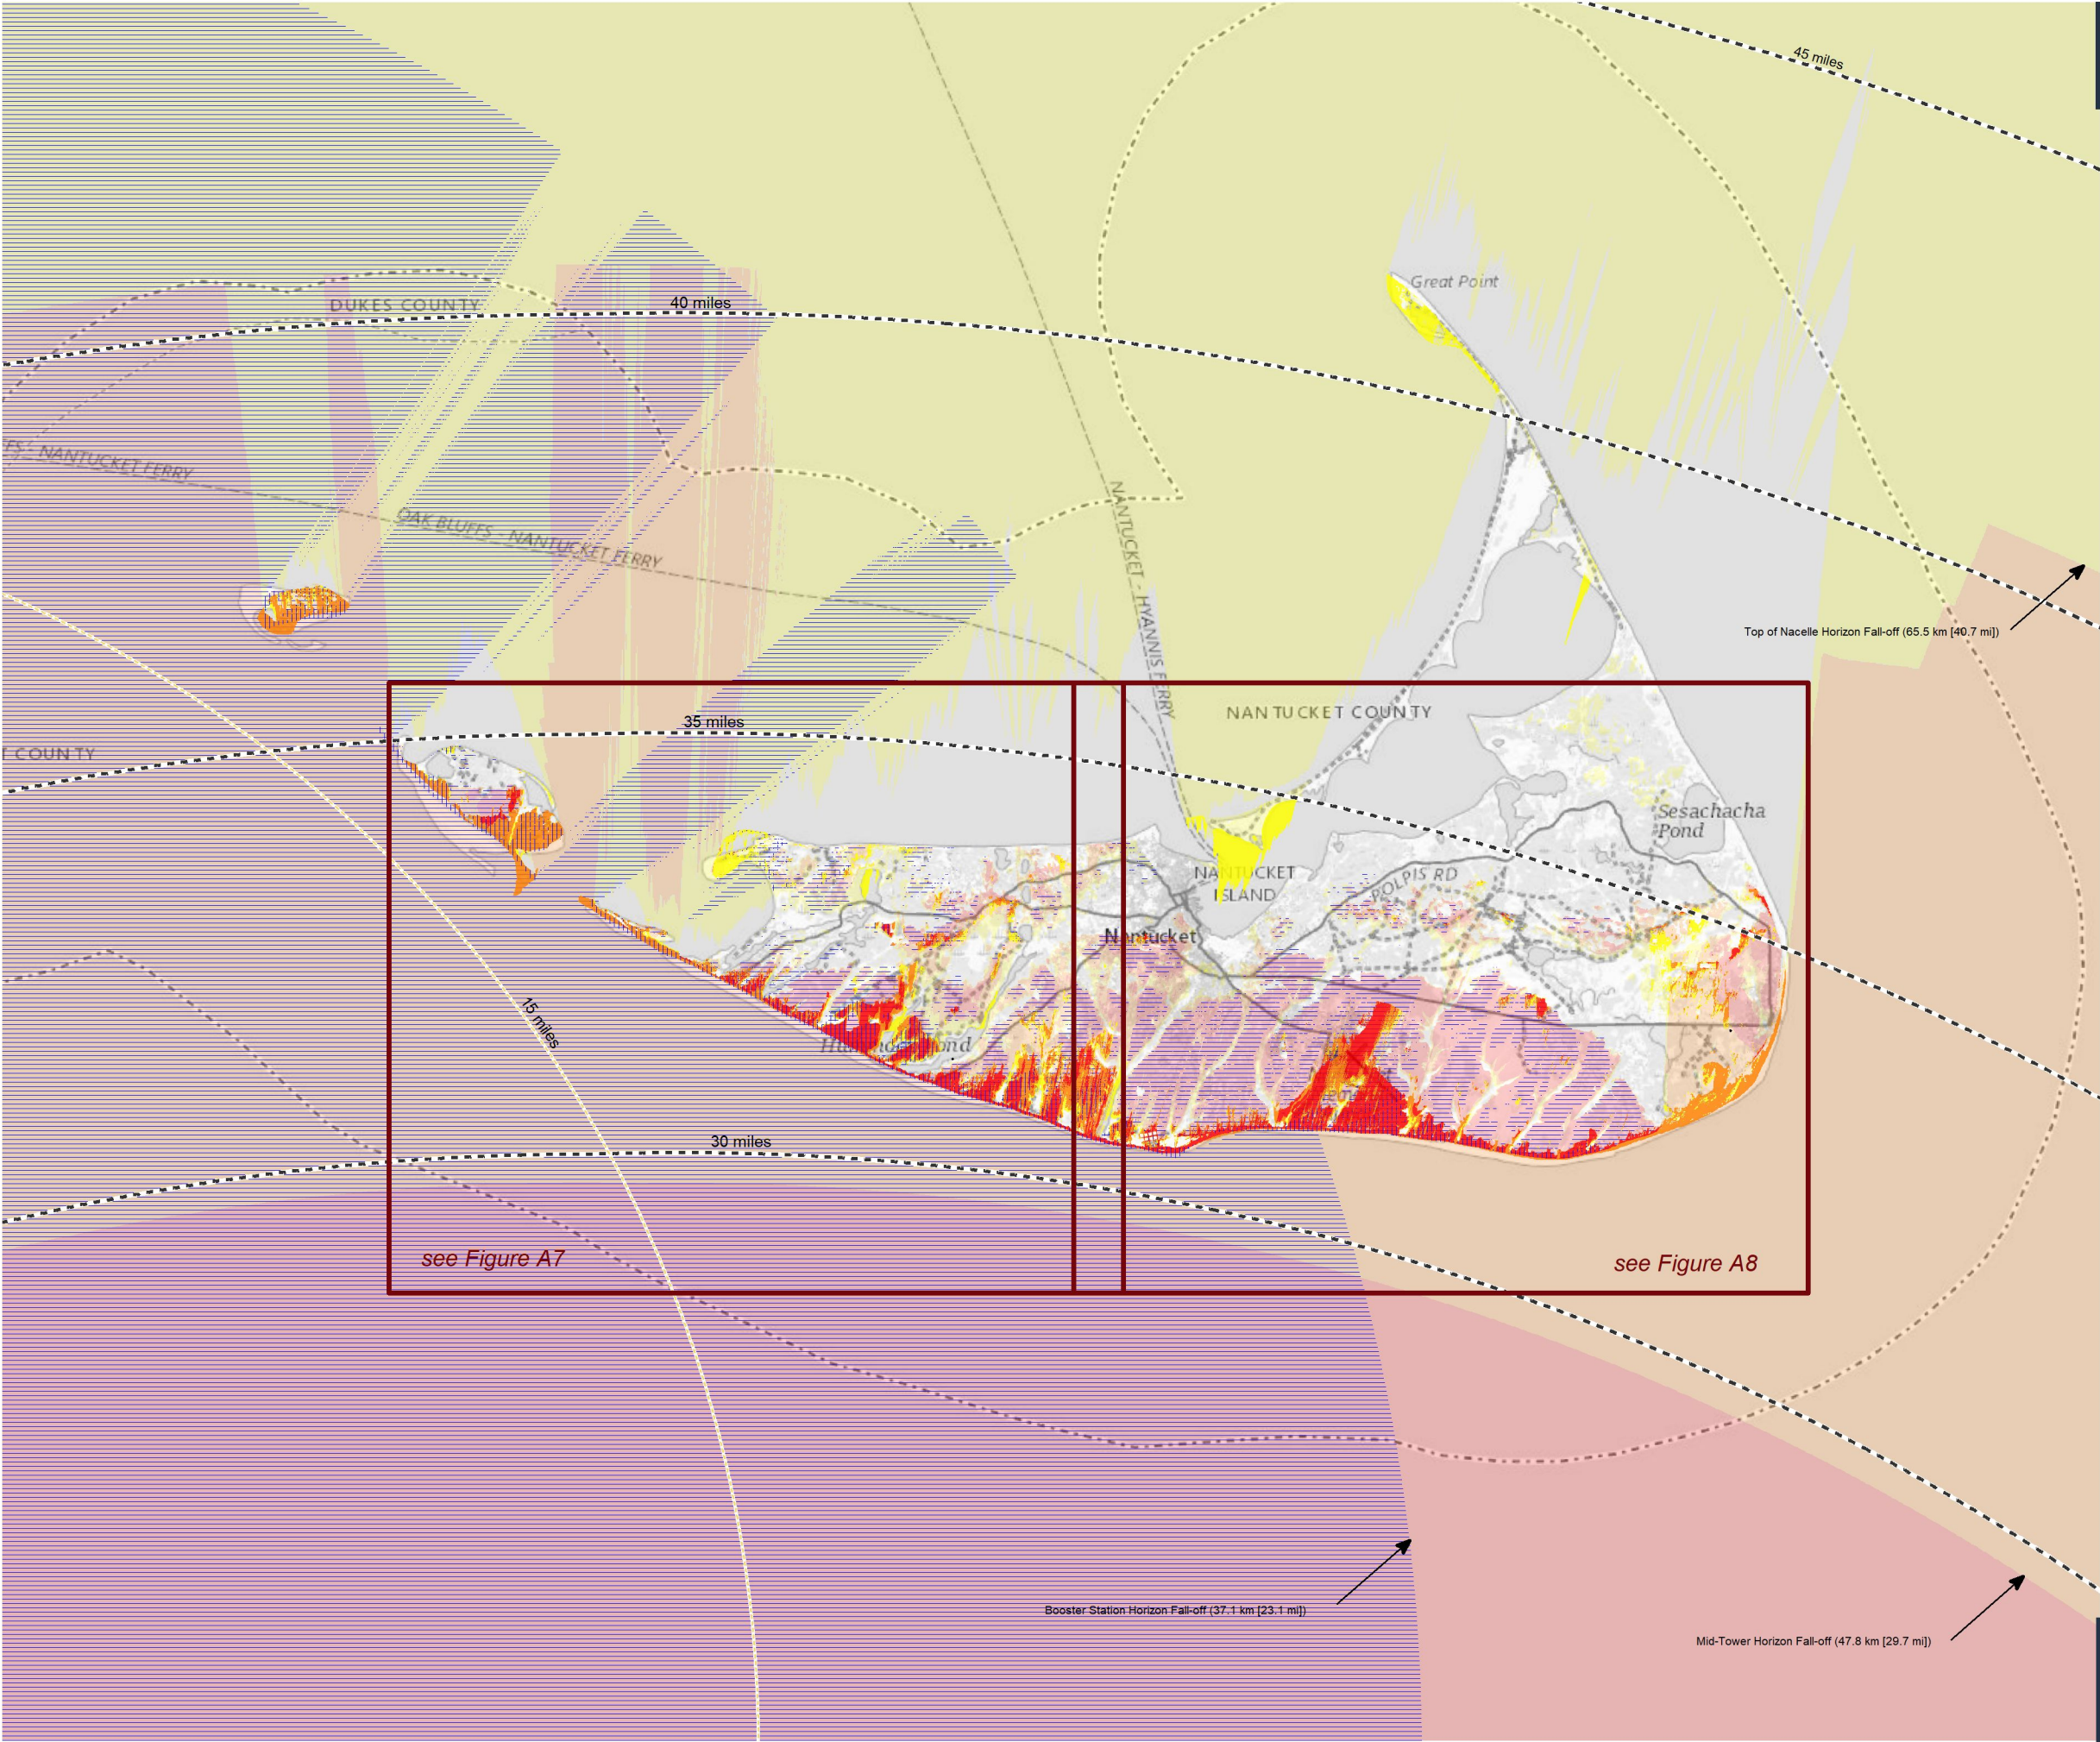 45 miles
Great Point
DUKES COUNTY
40 miles
NANTUCKET FERRY
OAK BLUFFS - NANTUCKET FERRY
NANTUCKET - HYANNIS FERRY
Top of Nacelle Horizon Fall-off (65.5 km [40.7 mi])
NANTUCKET COUNTY
35 miles
COUNTY
Sesachacha
Pond
NANTUCKET
ISLAND
POLPIS RD
Nantucket
15 miles
30 miles
see Figure A7
see Figure A8
Booster Station Horizon Fall-off (37.1 km [23.1 mi])
Mid-Tower Horizon Fall-off (47.8 km [29.7 mi])